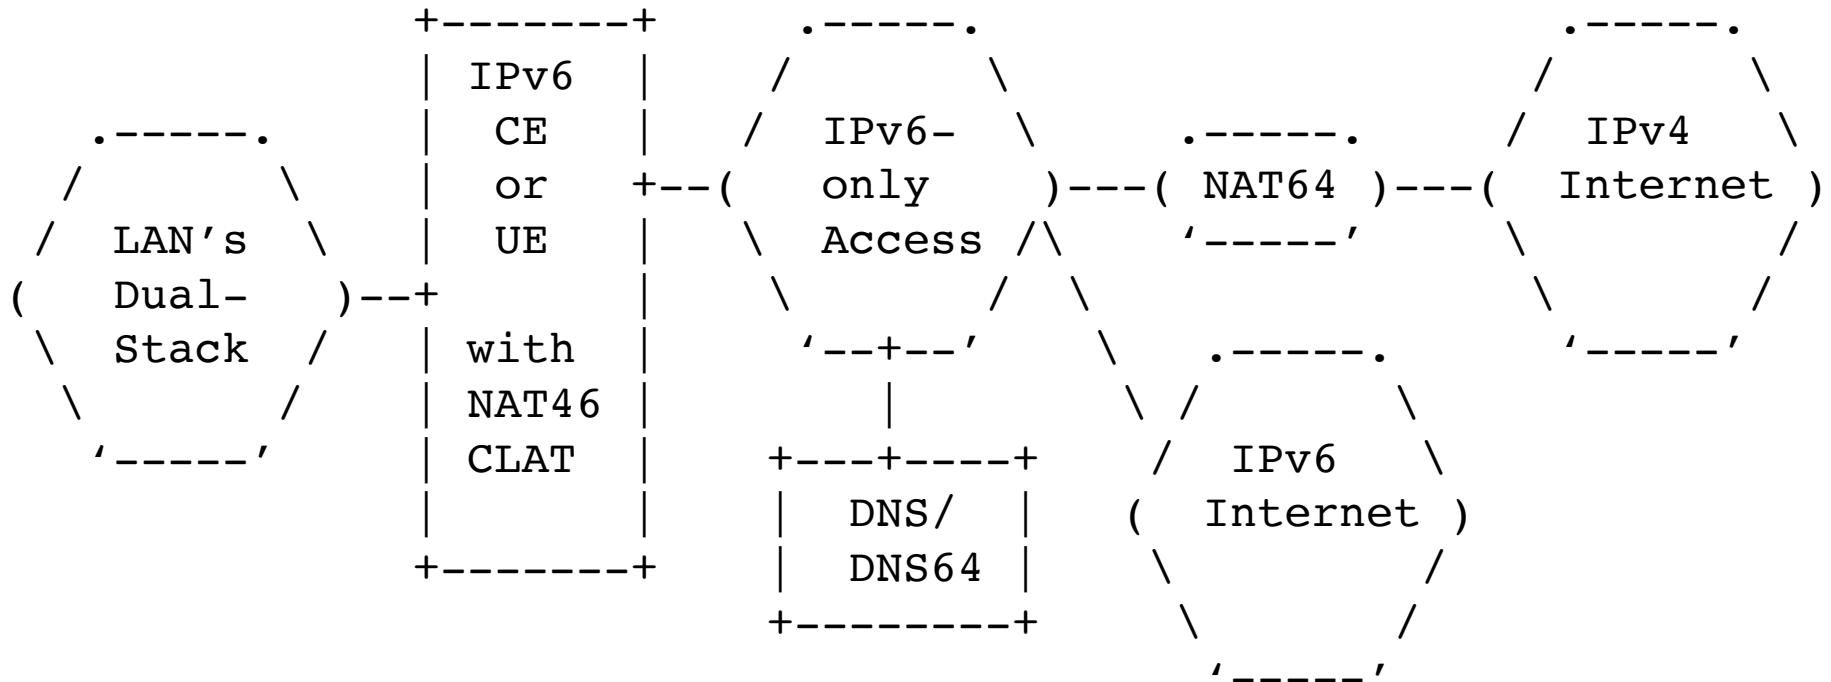 IPv6
CE
or
UE
with
NAT46
CLAT
LAN's
Dual-
Stack
IPv6-
only
Access
NAT64
IPv4
Internet
DNS/
DNS64
IPv6
Internet